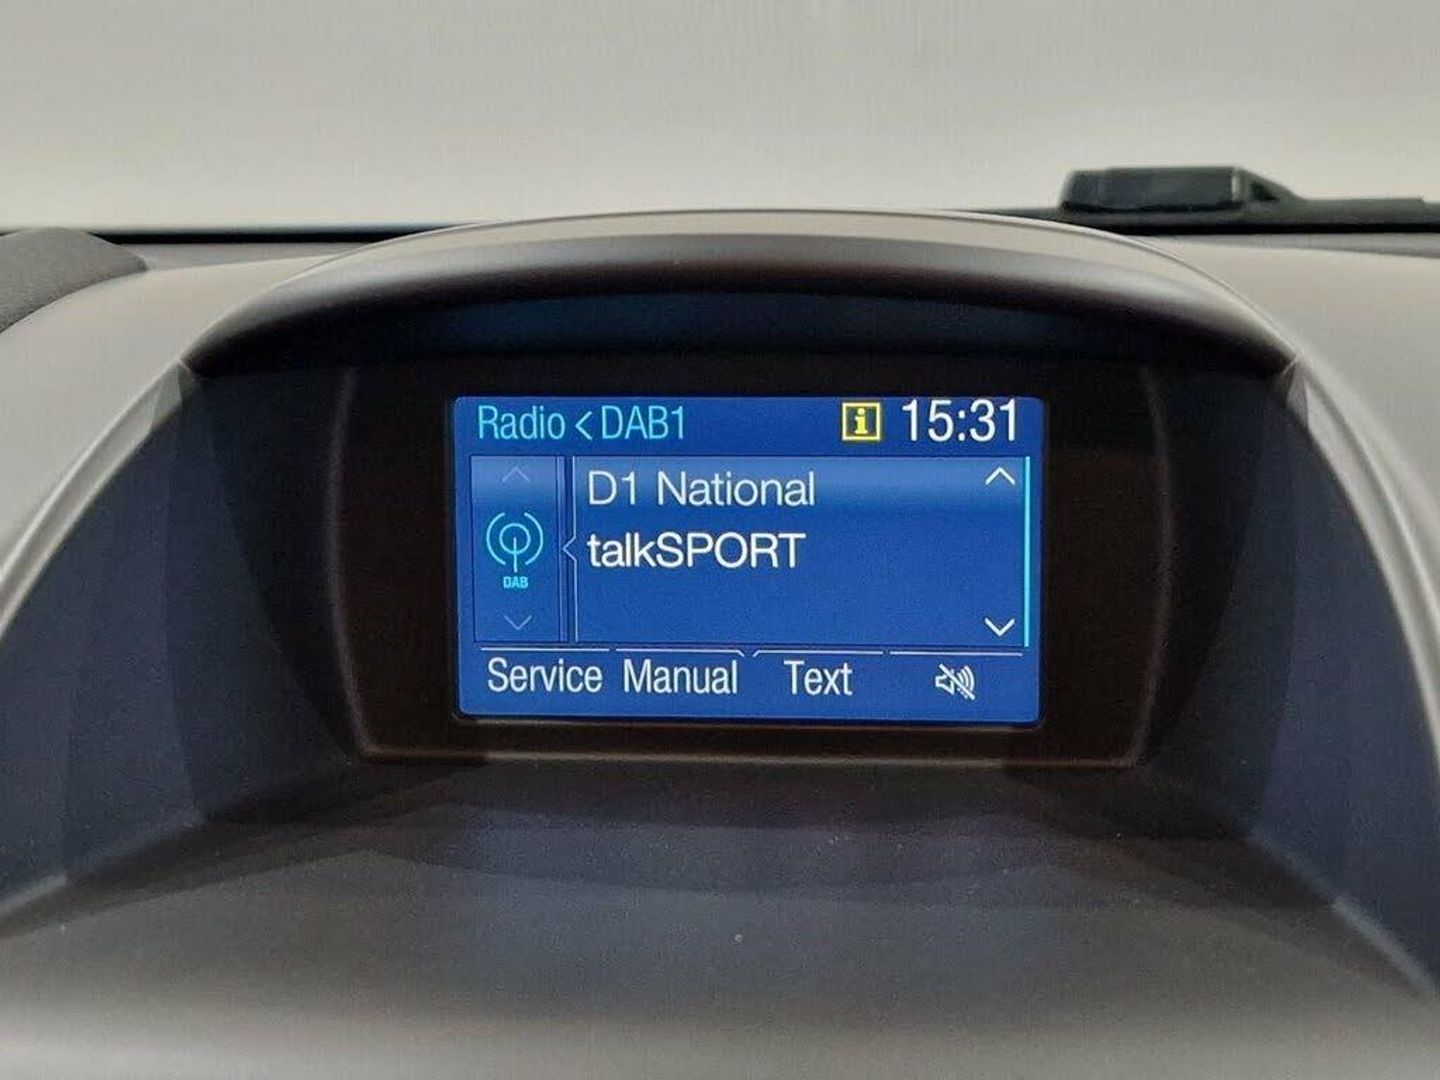 Radio < DAB1 i 15:31
D1 National
talkSPORT
DAB
Service Manual Text